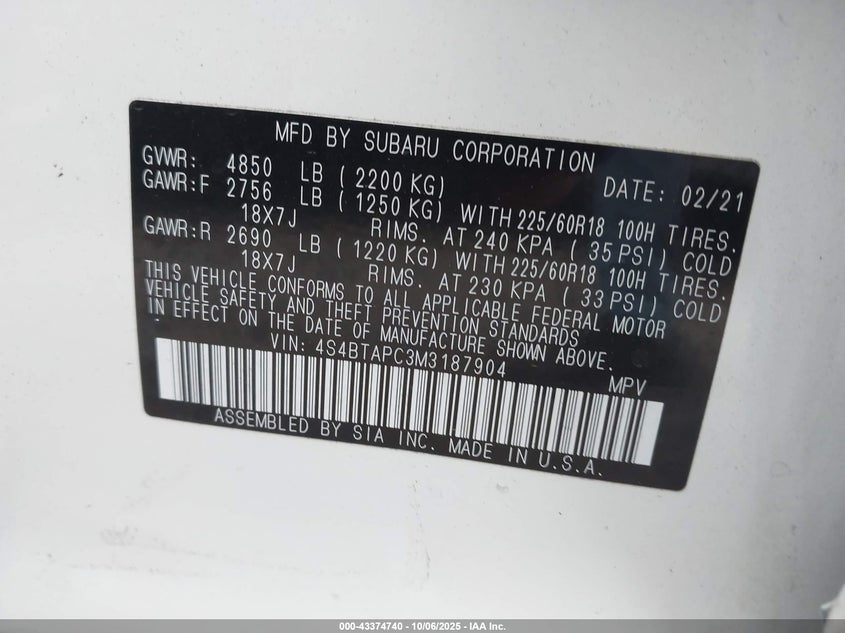 MFD BY SUBARU CORPORATION
GVWR: 4850 LB ( 2200 KG) DATE: 02/21
GAWR:F 2756 LB ( 1250 KG) WITH 225/60R18 100H TIRES.
18X7J RIMS. AT 240 KPA ( 35 PSI) COLD
GAWR:R 2690 LB ( 1220 KG) WITH 225/60R18 100H TIRES.
18X7J RIMS. AT 230 KPA ( 33 PSI) COLD
THIS VEHICLE CONFORMS TO ALL APPLICABLE FEDERAL MOTOR
VEHICLE SAFETY AND THEFT PREVENTION STANDARDS
IN EFFECT ON THE DATE OF MANUFACTURE SHOWN ABOVE.
VIN: 4S4BTAPC3M3187904 MPV
ASSEMBLED BY SIA INC. MADE IN U.S.A.
000-43374740 - 10/06/2025 - IAA Inc.